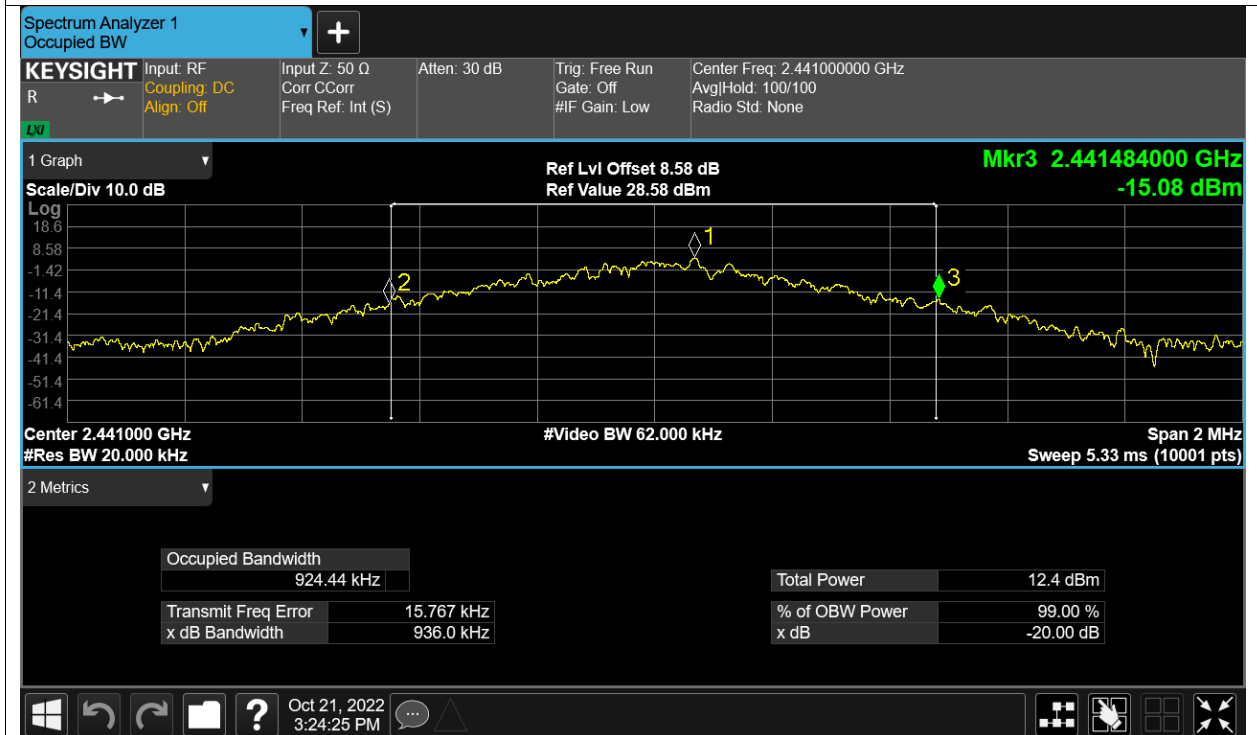 Spectrum Analyzer 1
Occupied BW
+
KEYSIGHT
R
LXI
Input: RF
Coupling: DC
Align: Off
Input Z: 50 Ω
Corr CCorr
Freq Ref: Int (S)
Atten: 30 dB
Trig: Free Run
Gate: Off
#IF Gain: Low
Center Freq: 2.441000000 GHz
Avg|Hold: 100/100
Radio Std: None
1 Graph
Scale/Div 10.0 dB
Ref Lvl Offset 8.58 dB
Ref Value 28.58 dBm
Mkr3 2.441484000 GHz
-15.08 dBm
Log
18.6
8.58
-1.42
-11.4
-21.4
-31.4
-41.4
-51.4
-61.4
1
2
3
Center 2.441000 GHz
#Video BW 62.000 kHz
Span 2 MHz
#Res BW 20.000 kHz
Sweep 5.33 ms (10001 pts)
2 Metrics
Occupied Bandwidth
924.44 kHz
Total Power 12.4 dBm
Transmit Freq Error 15.767 kHz
% of OBW Power 99.00 %
x dB Bandwidth 936.0 kHz
x dB -20.00 dB
?
Oct 21, 2022
3:24:25 PM